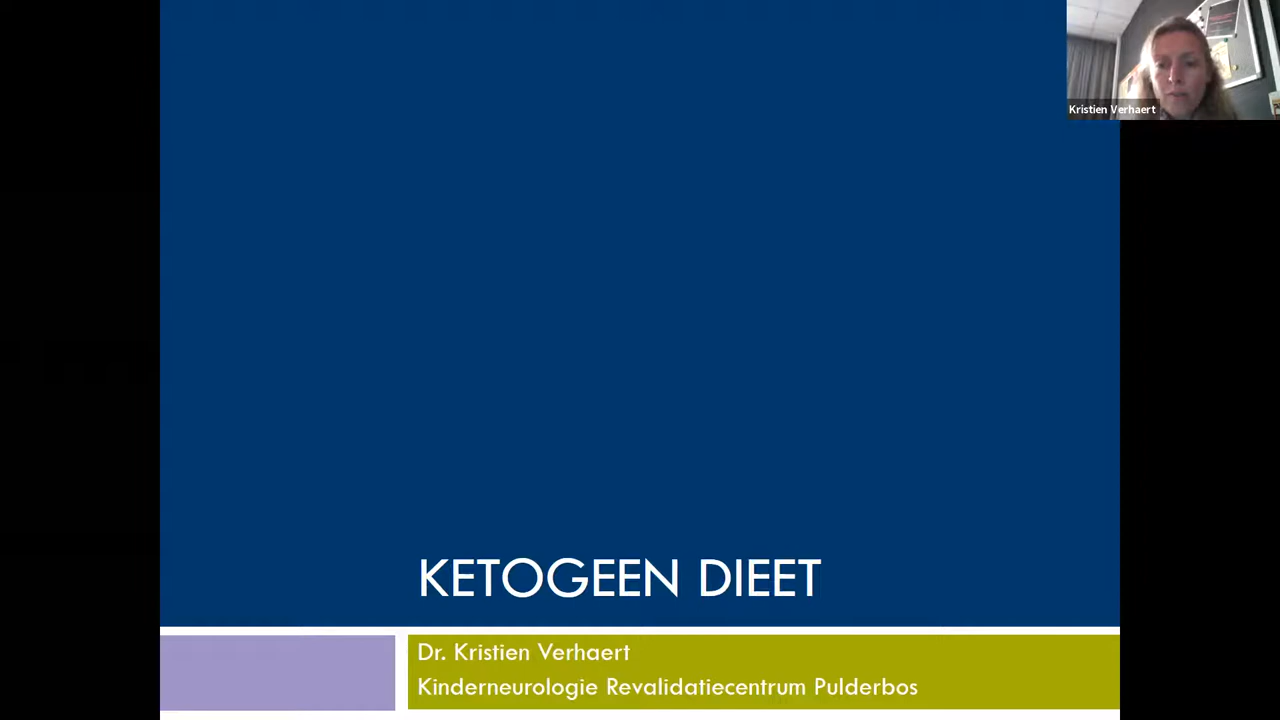 Kristien Verhaert
KETOGEEN DIEET
Dr. Kristien Verhaert
Kinderneurologie Revalidatiecentrum Pulderbos